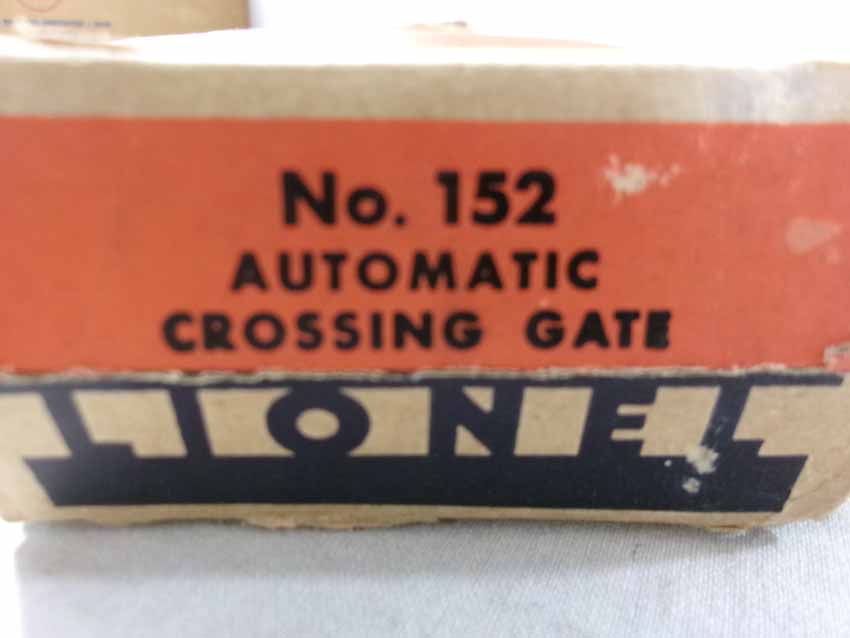 No. 152
AUTOMATIC
CROSSING GATE
LIONEL